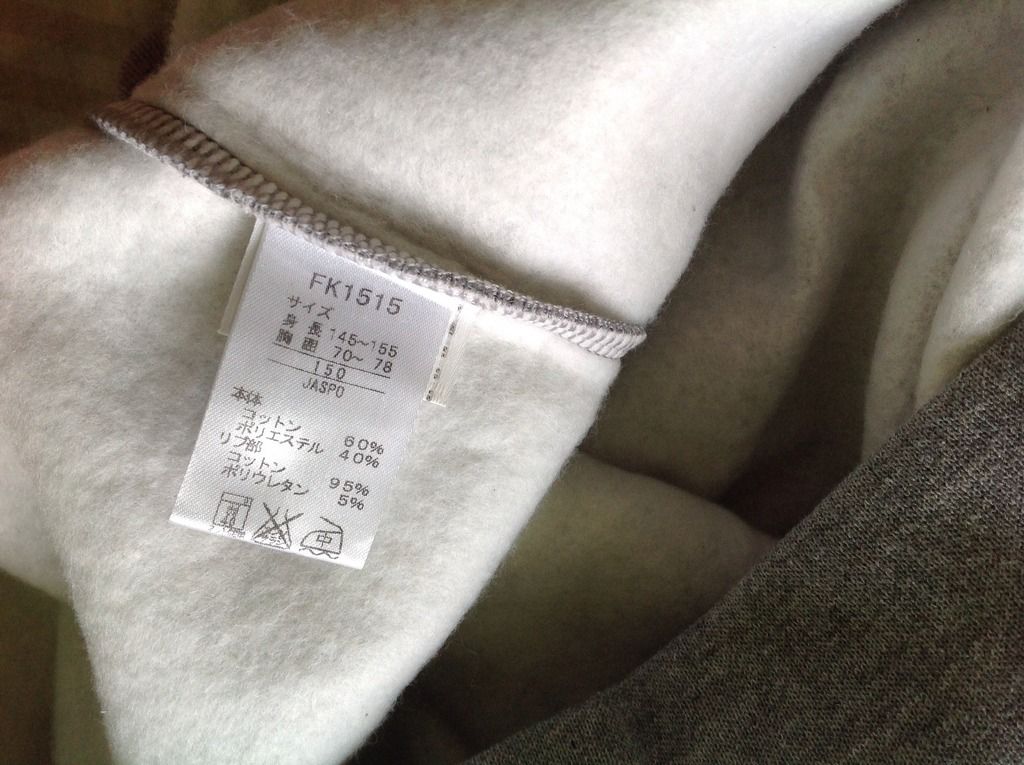 FK1515
サイズ
身長 145~155
胸囲 70~ 78
150
JASPO
本体
コットン 60%
ポリエステル 40%
リブ部
コットン 95%
ポリウレタン 5%
中